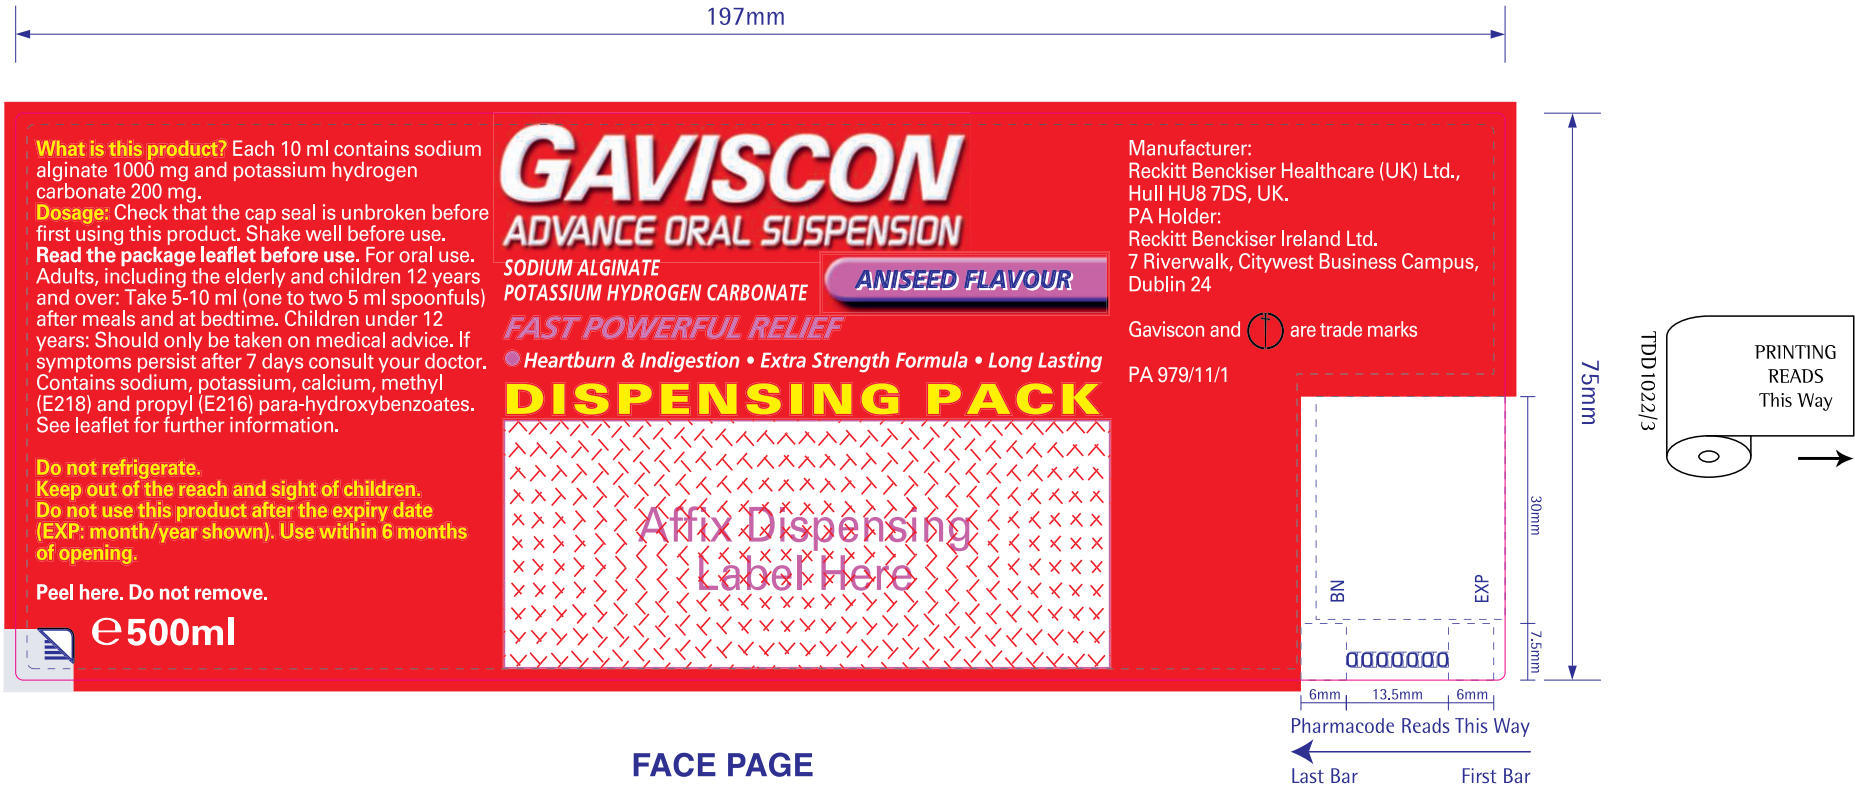 197mm
What is this product? Each 10 ml contains sodium
alginate 1000 mg and potassium hydrogen
carbonate 200 mg.
Dosage: Check that the cap seal is unbroken before
first using this product. Shake well before use.
Read the package leaflet before use. For oral use.
Adults, including the elderly and children 12 years
and over: Take 5-10 ml (one to two 5 ml spoonfuls)
after meals and at bedtime. Children under 12
years: Should only be taken on medical advice. If
symptoms persist after 7 days consult your doctor.
Contains sodium, potassium, calcium, methyl
(E218) and propyl (E216) para-hydroxybenzoates.
See leaflet for further information.
Do not refrigerate.
Keep out of the reach and sight of children.
Do not use this product after the expiry date
(EXP: month/year shown). Use within 6 months
of opening.
Peel here. Do not remove.
℮500ml
GAVISCON
ADVANCE ORAL SUSPENSION
SODIUM ALGINATE
POTASSIUM HYDROGEN CARBONATE
ANISEED FLAVOUR
FAST POWERFUL RELIEF
Heartburn & Indigestion • Extra Strength Formula • Long Lasting
DISPENSING PACK
Affix Dispensing
Label Here
Manufacturer:
Reckitt Benckiser Healthcare (UK) Ltd.,
Hull HU8 7DS, UK.
PA Holder:
Reckitt Benckiser Ireland Ltd.
7 Riverwalk, Citywest Business Campus,
Dublin 24
Gaviscon and are trade marks
PA 979/11/1
BN
EXP
30mm
7.5mm
75mm
6mm 13.5mm 6mm
Pharmacode Reads This Way
Last Bar First Bar
TDD1022/3
PRINTING
READS
This Way
FACE PAGE